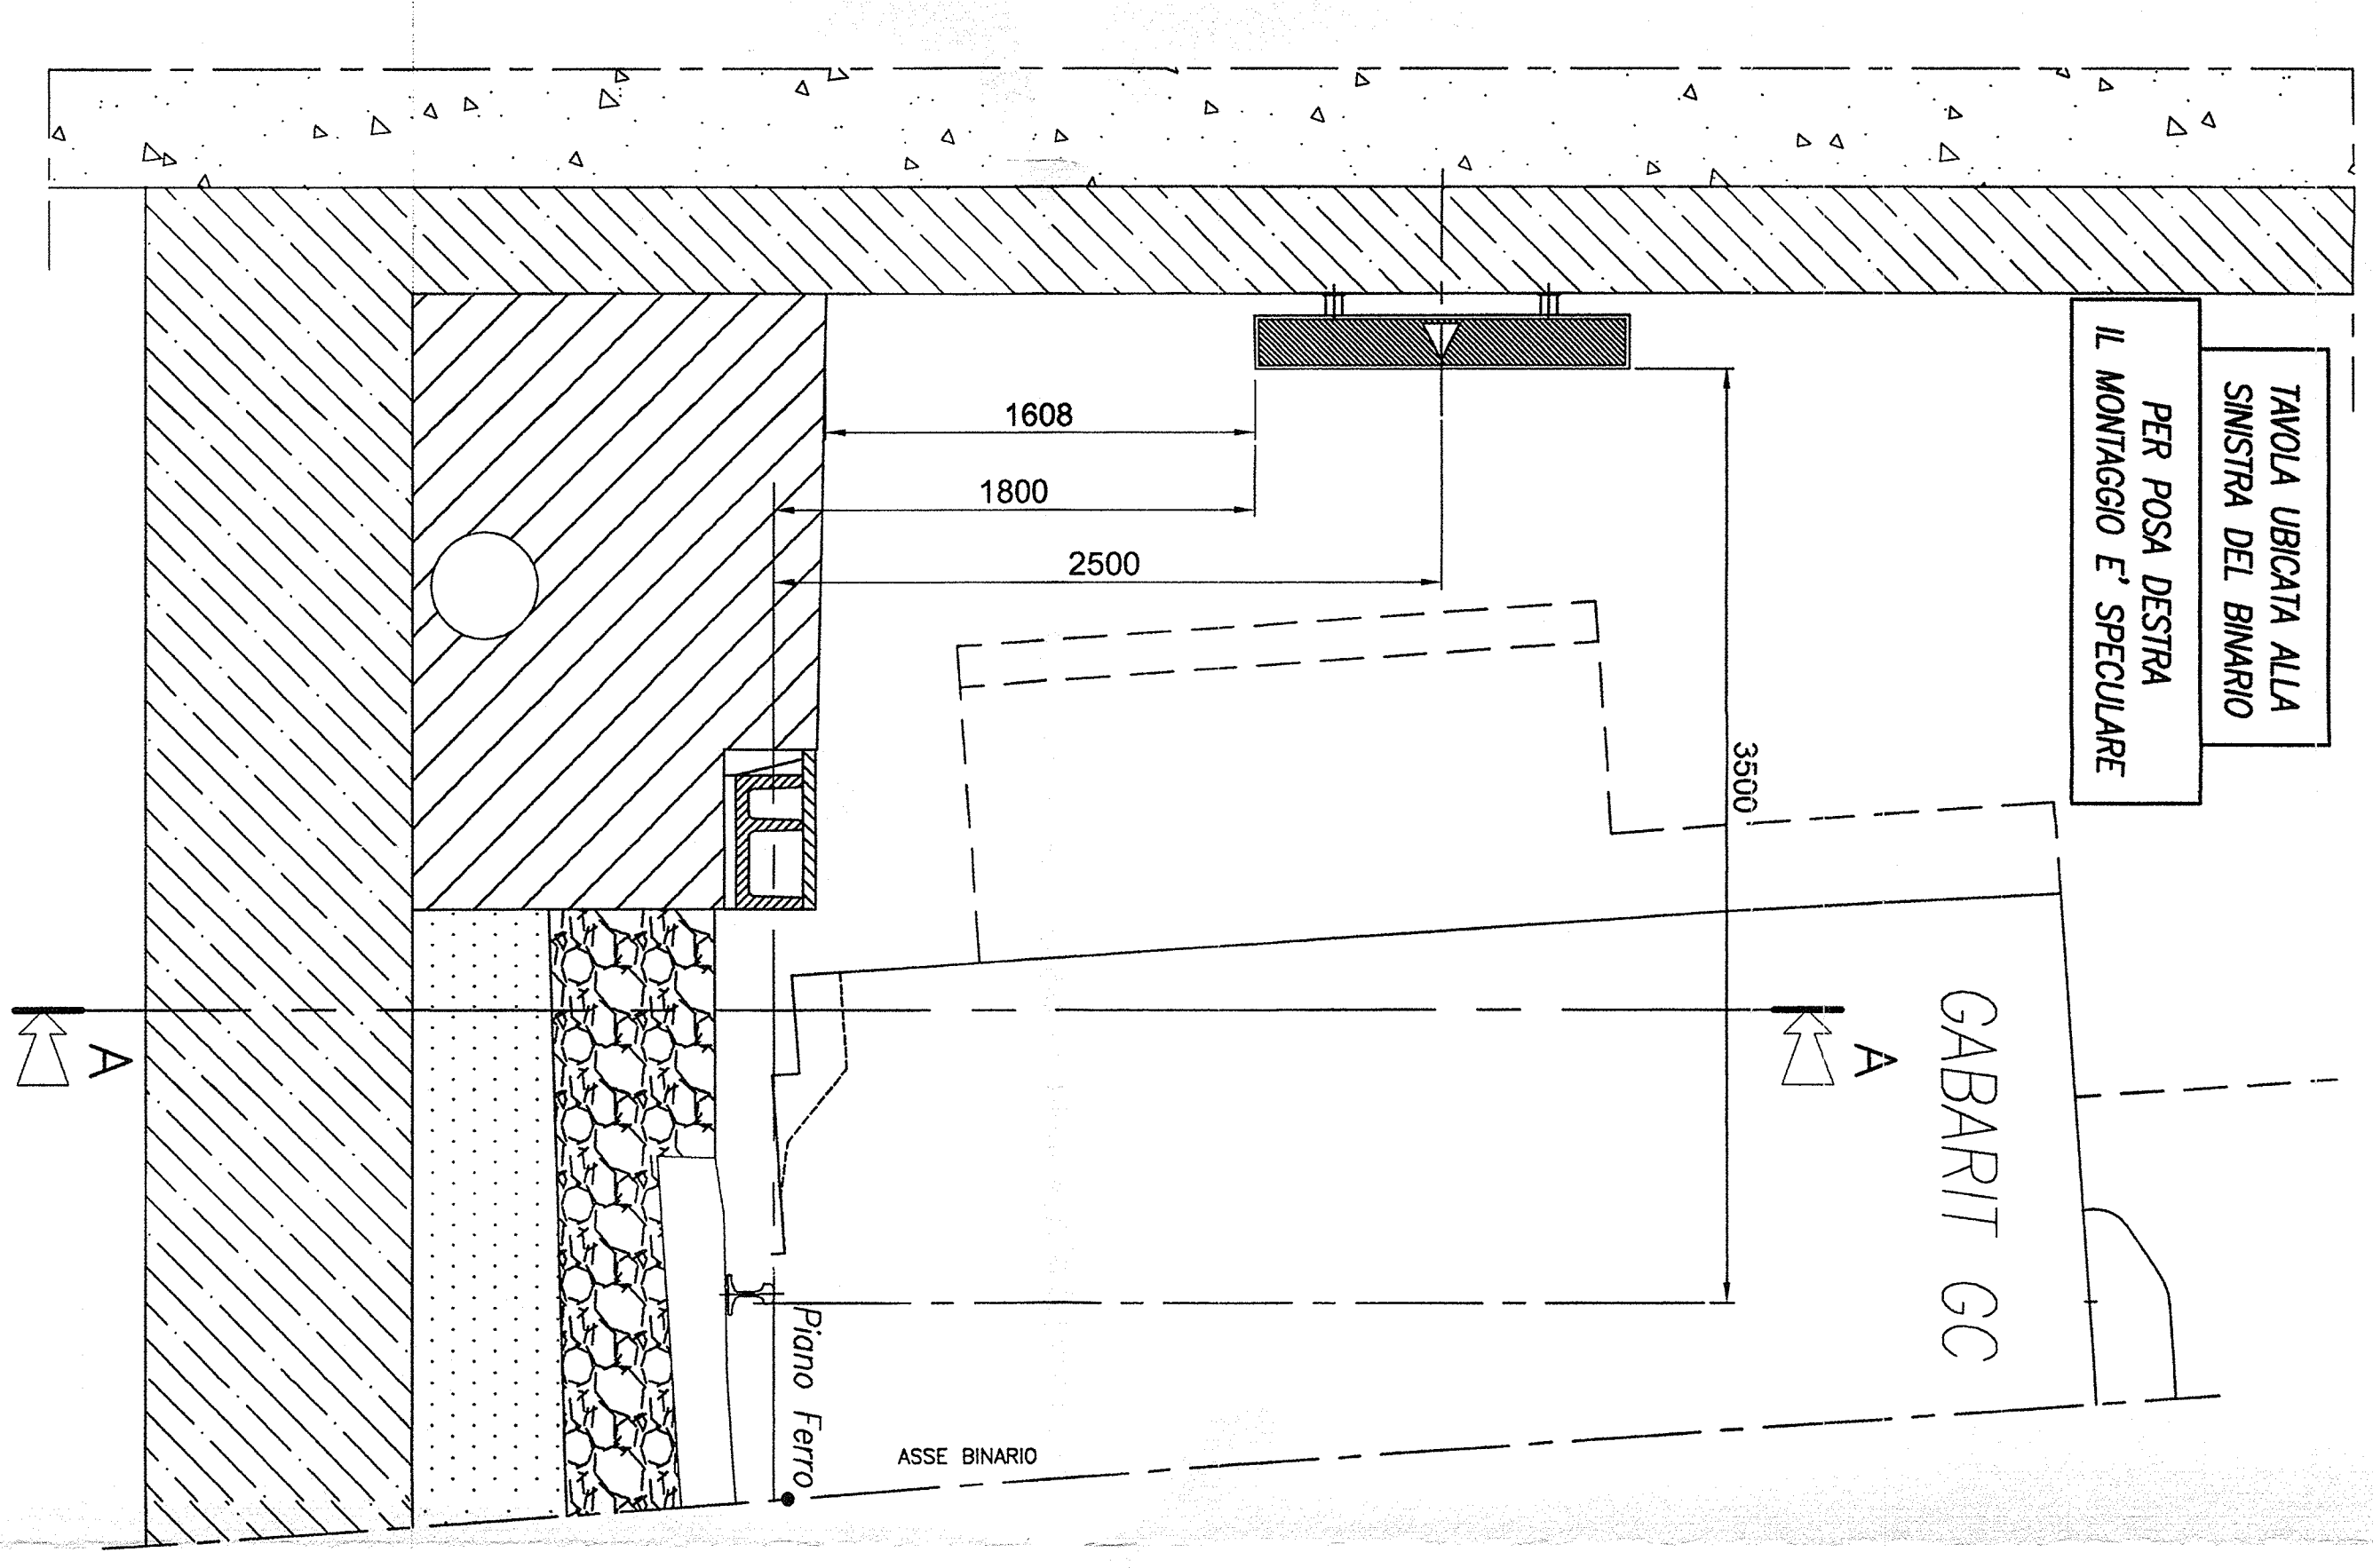 TAVOLA UBICATA ALLA
SINISTRA DEL BINARIO
PER POSA DESTRA
IL MONTAGGIO E' SPECULARE
1608
1800
2500
3500
GABARIT GC
A
A
Piano Ferro
ASSE BINARIO